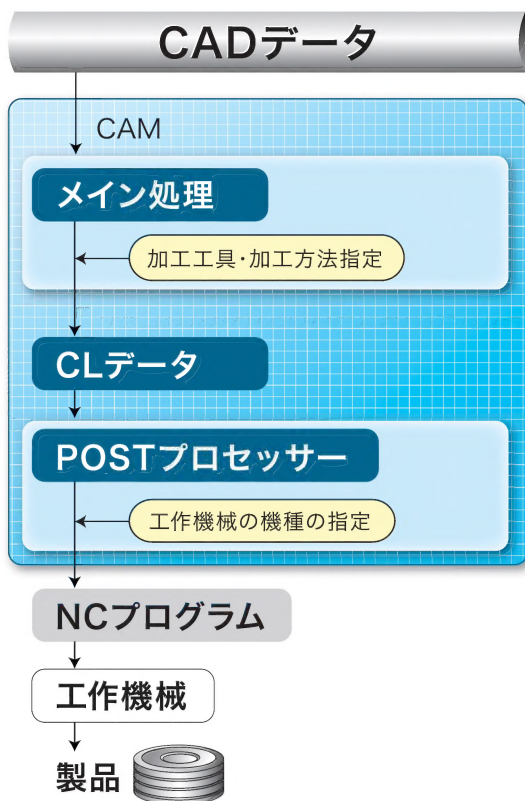 CADデータ
CAM
メイン処理
加工工具・加工方法指定
CLデータ
POSTプロセッサー
工作機械の機種の指定
NCプログラム
工作機械
製品